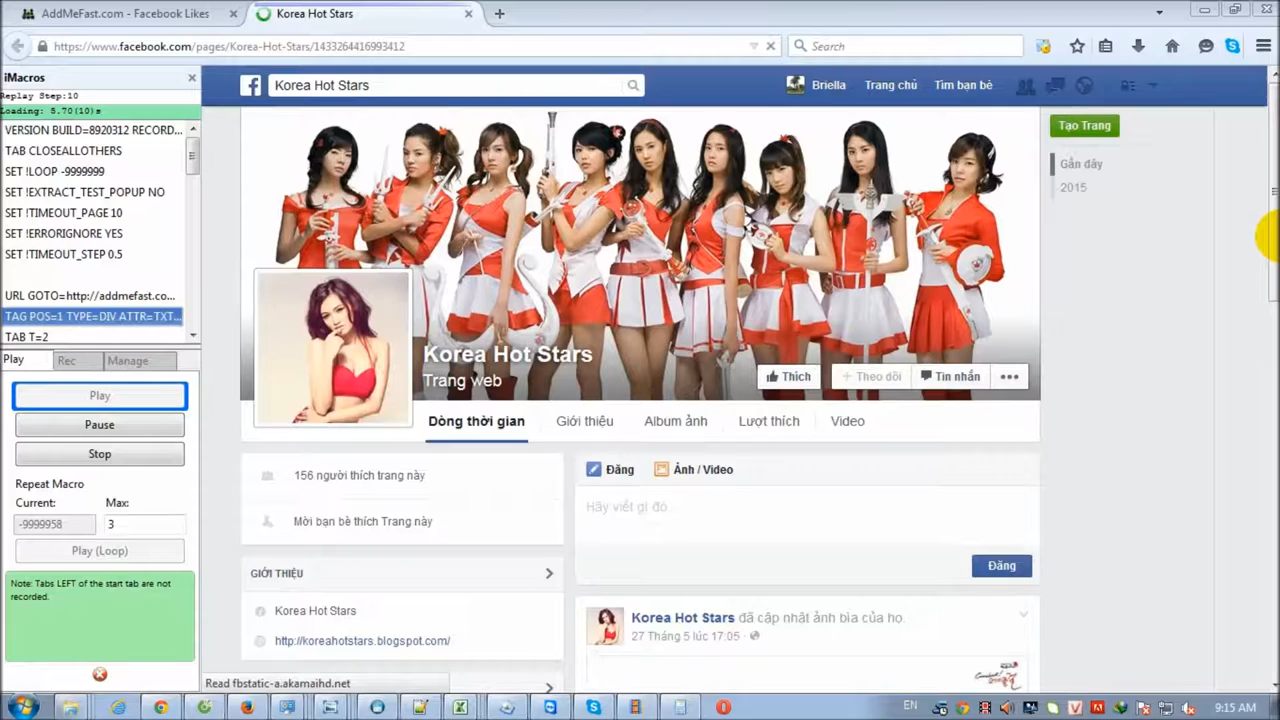 AddMeFast.com - Facebook Likes
Korea Hot Stars
https://www.facebook.com/pages/Korea-Hot-Stars/1433264416993412
Search
iMacros
Replay Step:10
Loading: 5.70(10)s
VERSION BUILD=8920312 RECORD...
TAB CLOSEALLOTHERS
SET !LOOP -9999999
SET !EXTRACT_TEST_POPUP NO
SET !TIMEOUT_PAGE 10
SET !ERRORIGNORE YES
SET !TIMEOUT_STEP 0.5
URL GOTO=http://addmefast.co...
TAG POS=1 TYPE=DIV ATTR=TXT...
TAB T=2
Play
Rec
Manage
Play
Pause
Stop
Repeat Macro
Current:
Max:
-9999958
3
Play (Loop)
Note: Tabs LEFT of the start tab are not
recorded.
Korea Hot Stars
Briella
Trang chủ
Tìm bạn bè
Tạo Trang
Gần đây
2015
Korea Hot Stars
Trang web
Thích
+ Theo dõi
Tin nhắn
Dòng thời gian
Giới thiệu
Album ảnh
Lượt thích
Video
156 người thích trang này
Mời bạn bè thích Trang này
GIỚI THIỆU
Korea Hot Stars
http://koreahotstars.blogspot.com/
Đăng
Ảnh / Video
Hãy viết gì đó
Đăng
Korea Hot Stars đã cập nhật ảnh bìa của họ.
27 Tháng 5 lúc 17:05
Read fbstatic-a.akamaihd.net
EN
9:15 AM